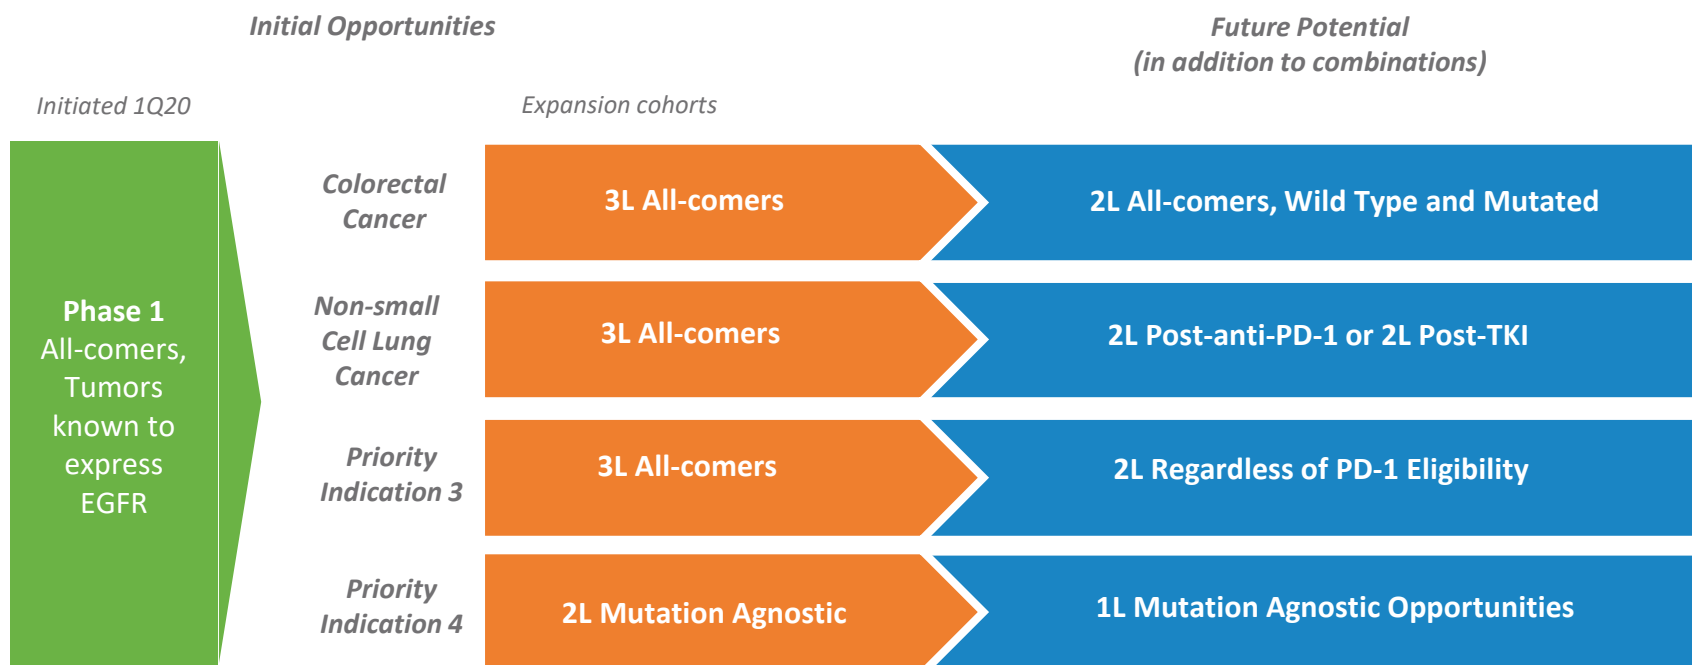 Initial Opportunities
Future Potential
(in addition to combinations)
Initiated 1Q20
Expansion cohorts
Phase 1
All-comers,
Tumors
known to
express
EGFR
Colorectal
Cancer
3L All-comers
2L All-comers, Wild Type and Mutated
Non-small
Cell Lung
Cancer
3L All-comers
2L Post-anti-PD-1 or 2L Post-TKI
Priority
Indication 3
3L All-comers
2L Regardless of PD-1 Eligibility
Priority
Indication 4
2L Mutation Agnostic
1L Mutation Agnostic Opportunities